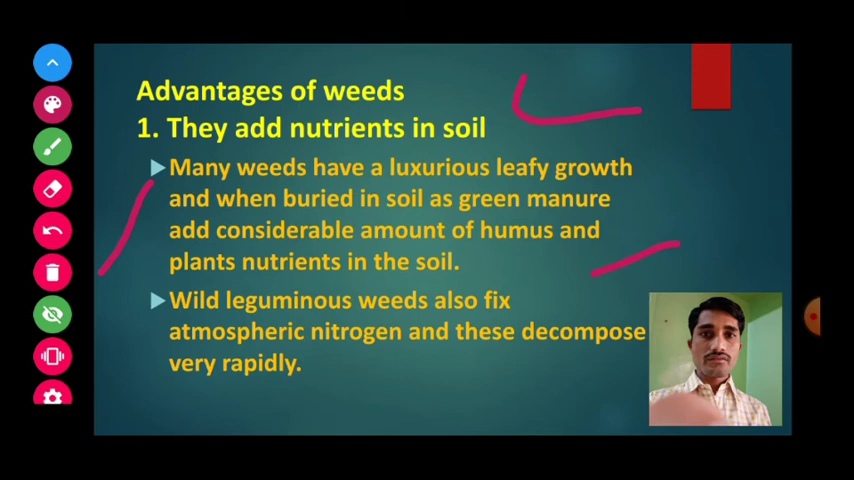 Advantages of weeds
1. They add nutrients in soil
Many weeds have a luxurious leafy growth
and when buried in soil as green manure
add considerable amount of humus and
plants nutrients in the soil.
Wild leguminous weeds also fix
atmospheric nitrogen and these decompose
very rapidly.